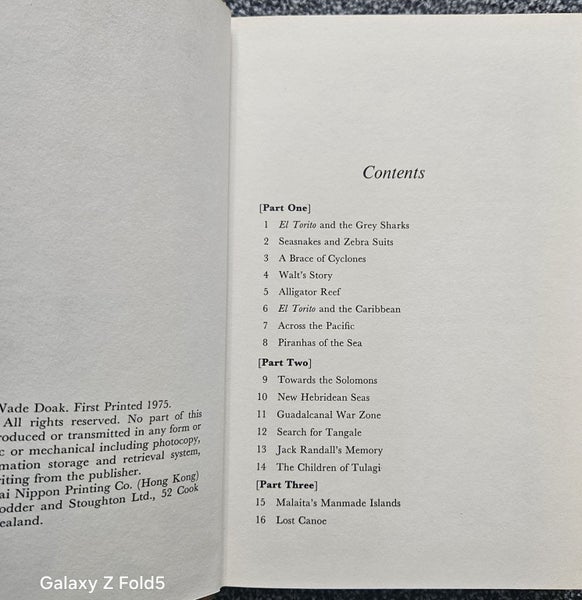 Wade Doak. First Printed 1975.
All rights reserved. No part of this
roduced or transmitted in any form or
c or mechanical including photocopy,
rmation storage and retrieval system,
riting from the publisher.
ai Nippon Printing Co. (Hong Kong)
odder and Stoughton Ltd., 52 Cook
ealand.
Contents
[Part One]
1 El Torito and the Grey Sharks
2 Seasnakes and Zebra Suits
3 A Brace of Cyclones
4 Walt's Story
5 Alligator Reef
6 El Torito and the Caribbean
7 Across the Pacific
8 Piranhas of the Sea
[Part Two]
9 Towards the Solomons
10 New Hebridean Seas
11 Guadalcanal War Zone
12 Search for Tangale
13 Jack Randall's Memory
14 The Children of Tulagi
[Part Three]
15 Malaita's Manmade Islands
16 Lost Canoe
Galaxy Z Fold5